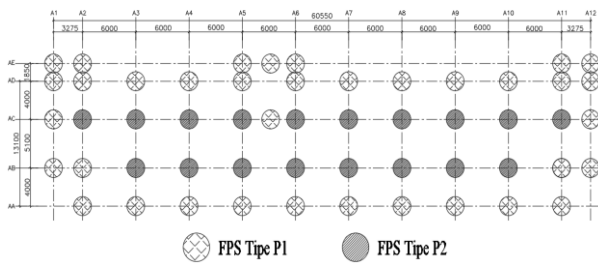 A1 A2 A3 A4 A5 A6 A7 A8 A9 A10 A11 A12
60550
3275 6000 6000 6000 6000 6000 6000 6000 6000 6000 3275
AE
1850
AD
4000
AC
13100
5100
AB
4000
AA
FPS Tipe P1 FPS Tipe P2